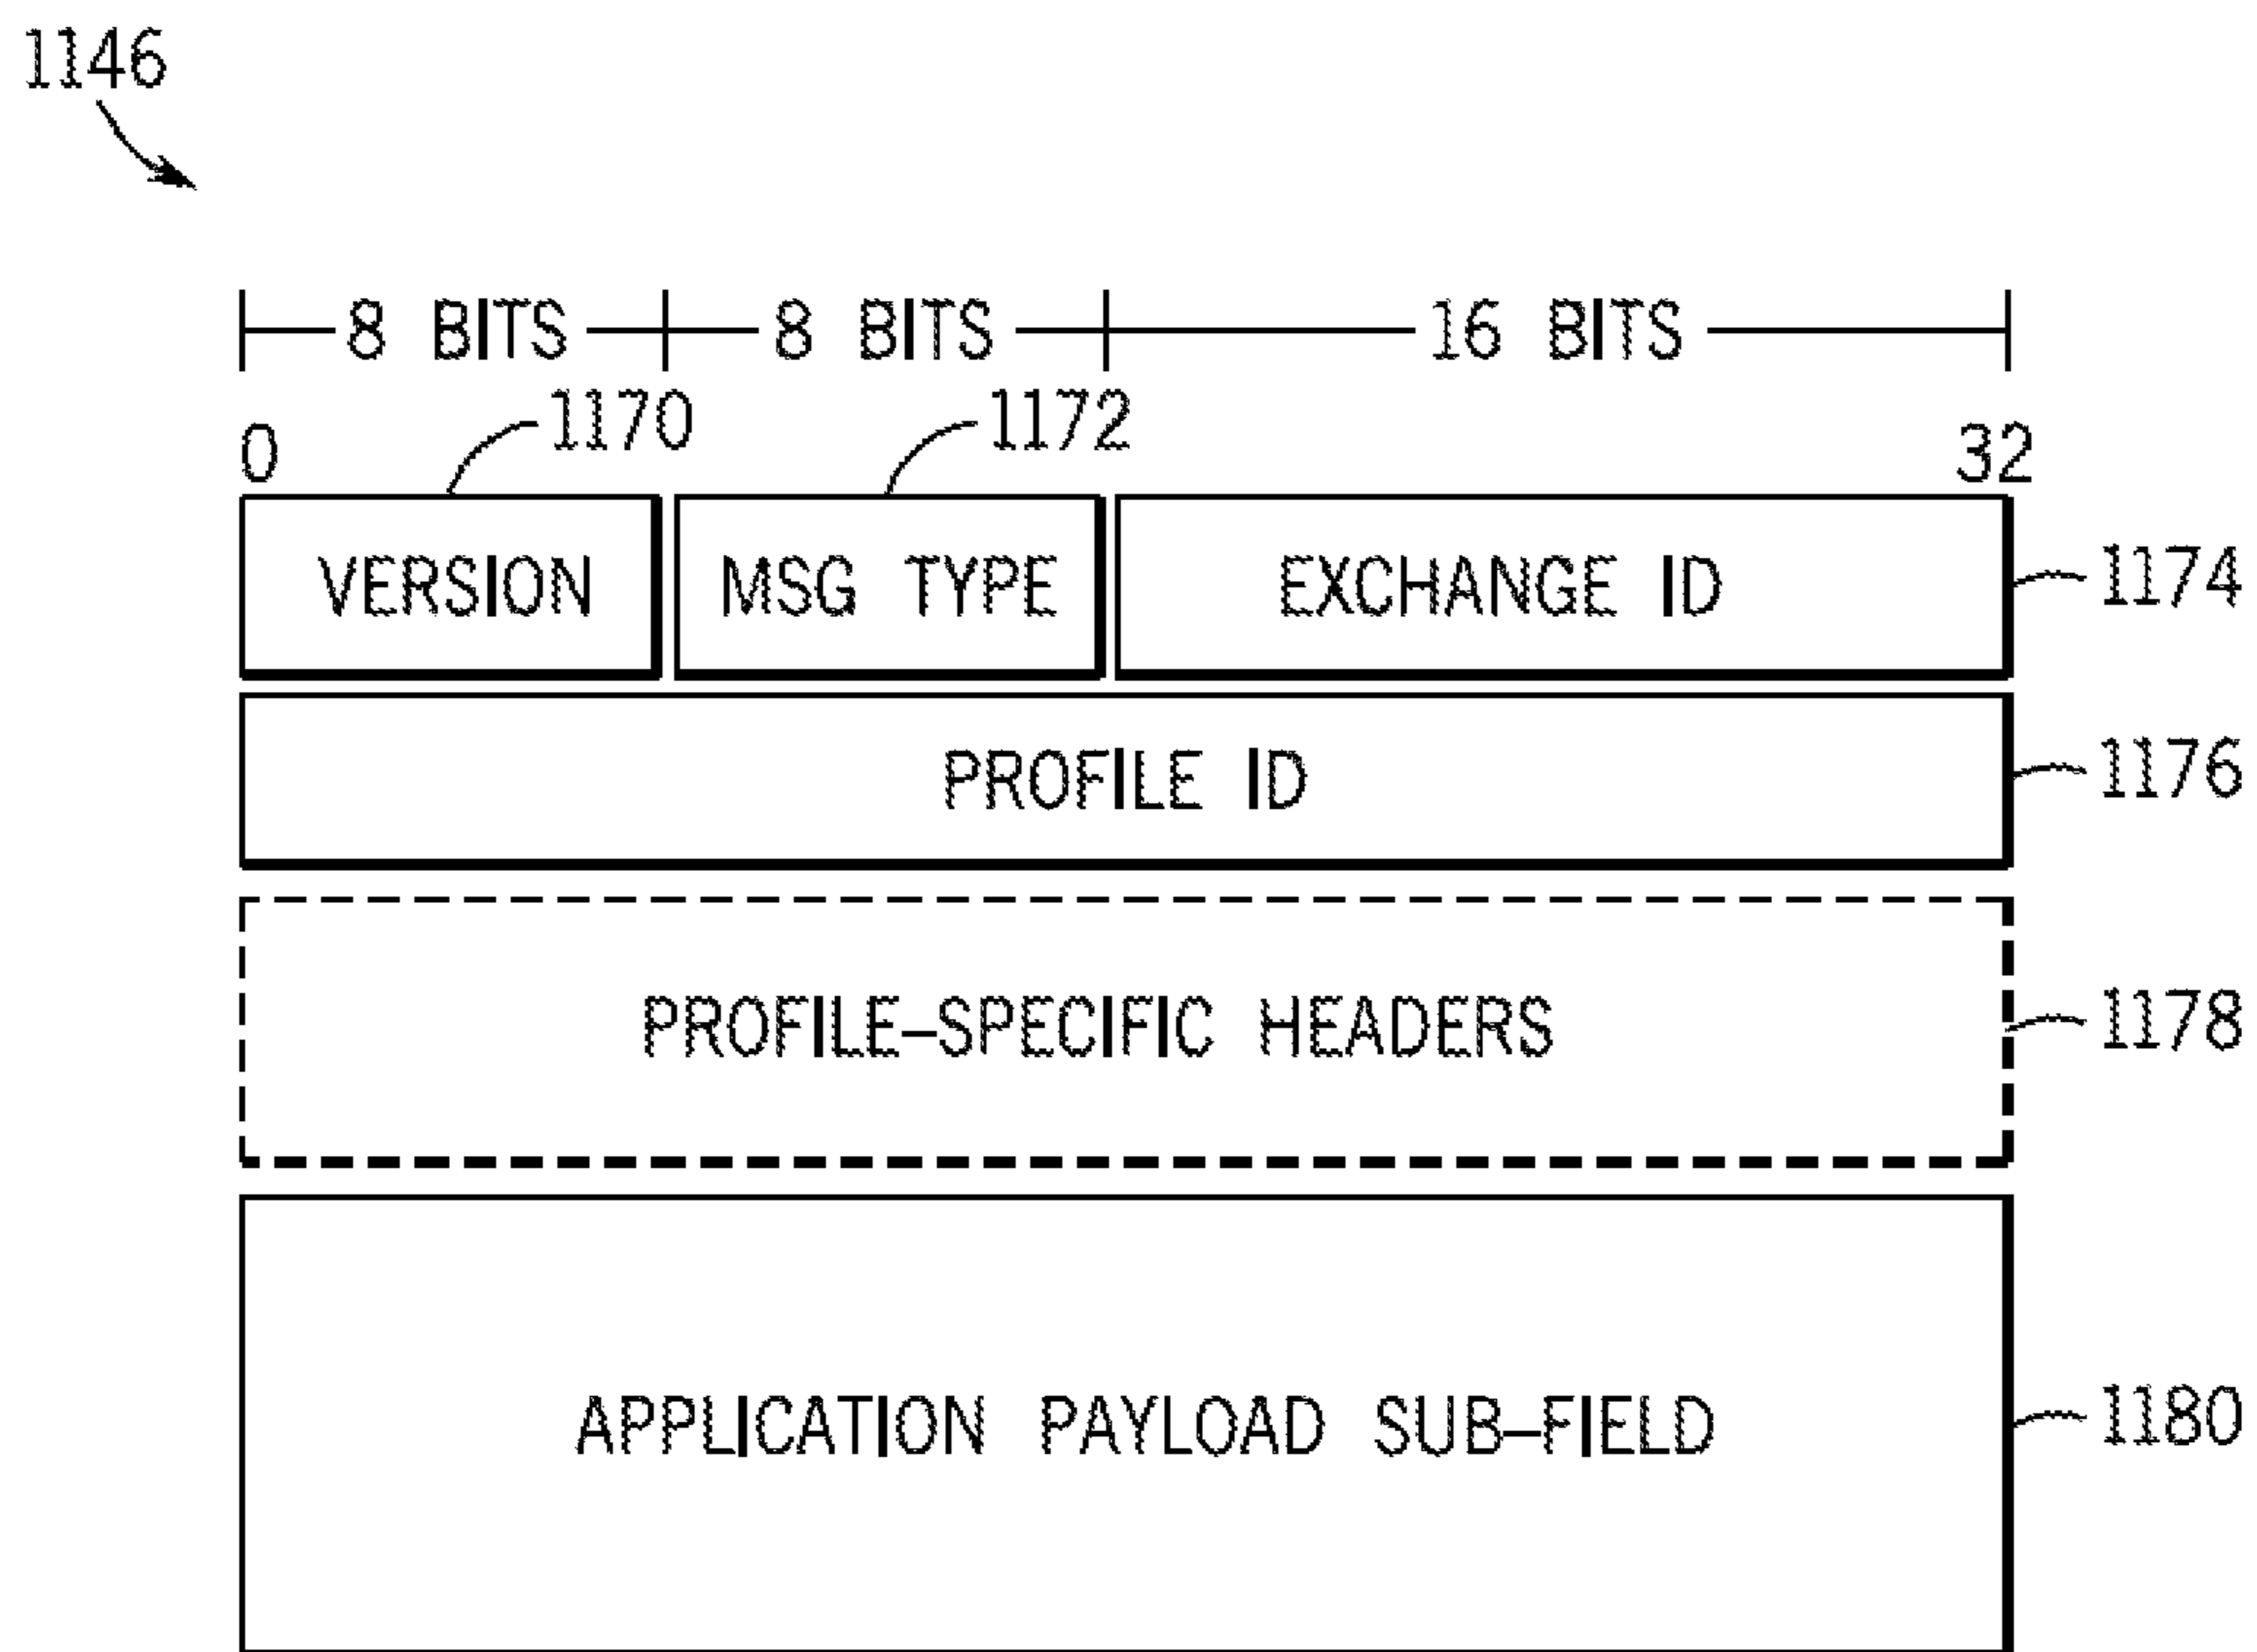 1146
8 BITS 8 BITS 16 BITS
1170 1172
0 32
VERSION MSG TYPE EXCHANGE ID 1174
PROFILE ID 1176
PROFILE-SPECIFIC HEADERS 1178
APPLICATION PAYLOAD SUB-FIELD 1180